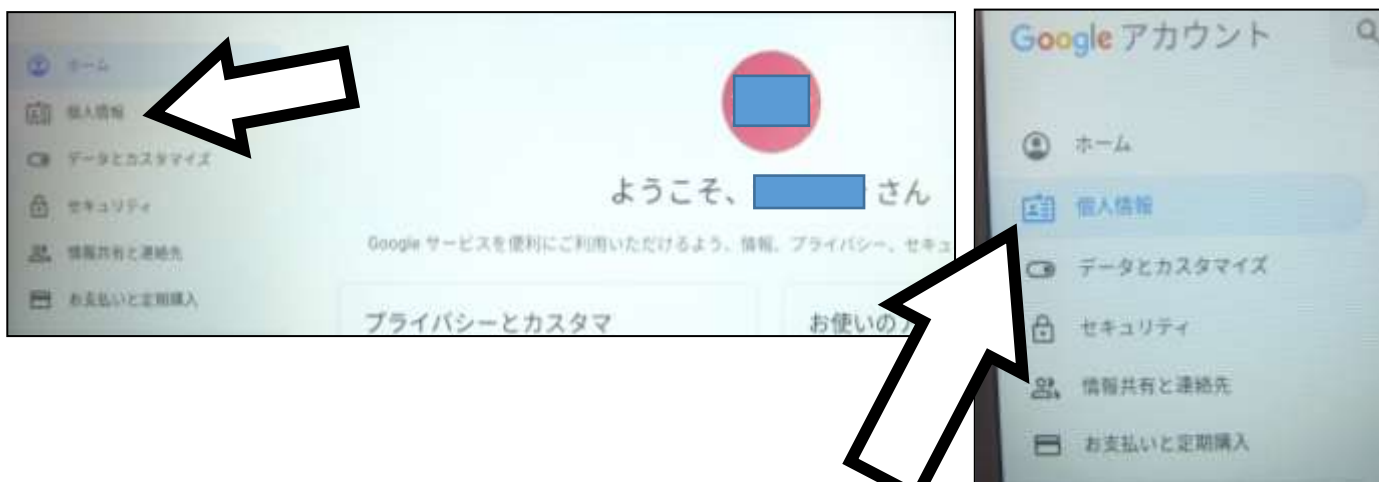 ホーム
個人情報
データとカスタマイズ
セキュリティ
情報共有と連絡先
お支払いと定期購入
ようこそ、
さん
Google サービスを便利にご利用いただけるよう、情報、プライバシー、セキュ
プライバシーとカスタマ
お使いの
Google アカウント
ホーム
個人情報
データとカスタマイズ
セキュリティ
情報共有と連絡先
お支払いと定期購入